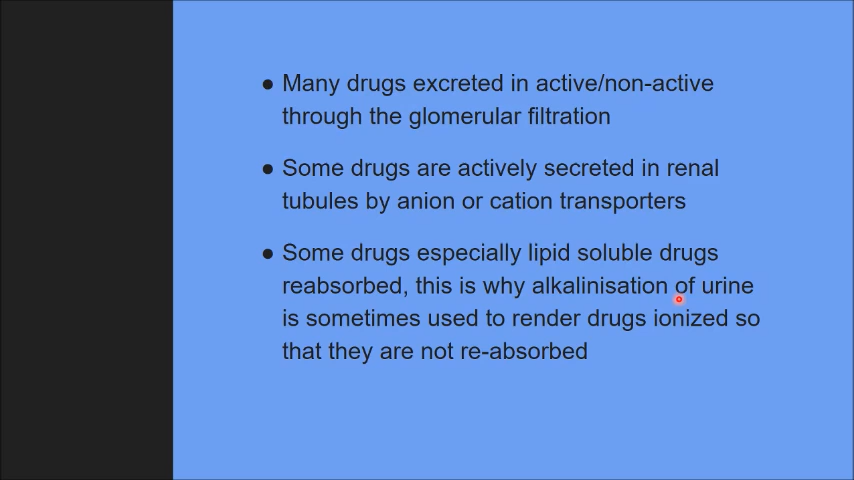 ● Many drugs excreted in active/non-active
through the glomerular filtration
● Some drugs are actively secreted in renal
tubules by anion or cation transporters
● Some drugs especially lipid soluble drugs
reabsorbed, this is why alkalinisation of urine
is sometimes used to render drugs ionized so
that they are not re-absorbed